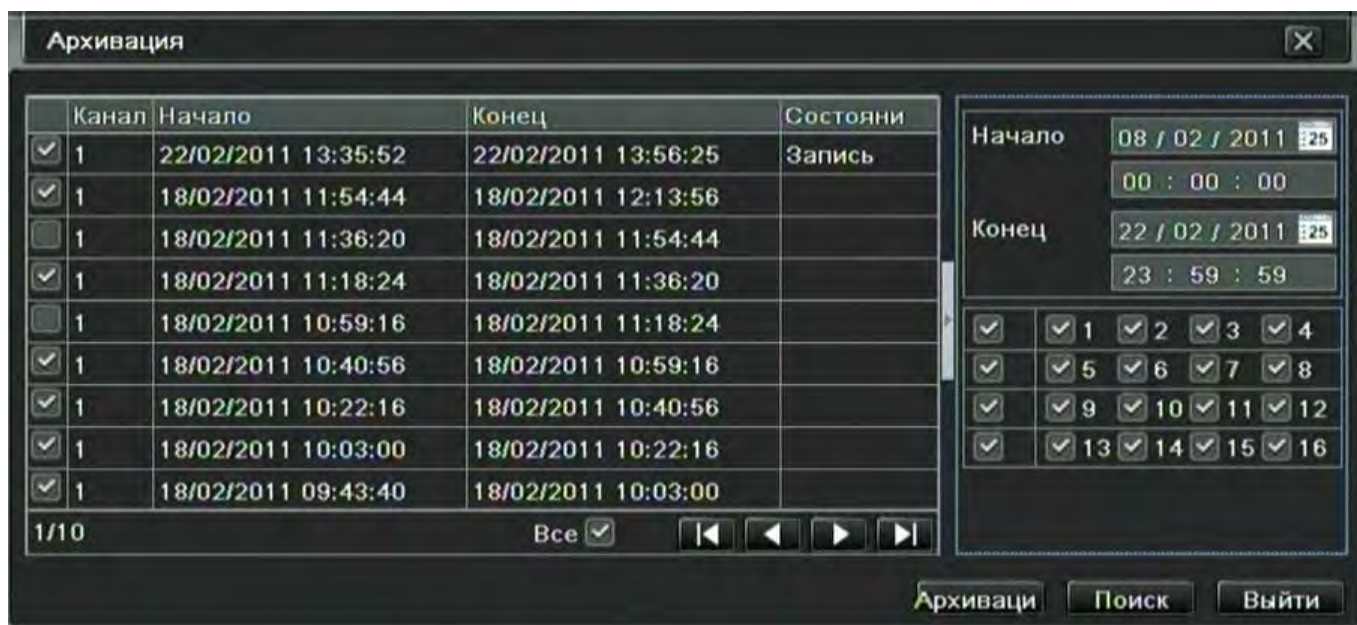 Архивация
Канал Начало Конец Состояни
1 22/02/2011 13:35:52 22/02/2011 13:56:25 Запись
1 18/02/2011 11:54:44 18/02/2011 12:13:56
1 18/02/2011 11:36:20 18/02/2011 11:54:44
1 18/02/2011 11:18:24 18/02/2011 11:36:20
1 18/02/2011 10:59:16 18/02/2011 11:18:24
1 18/02/2011 10:40:56 18/02/2011 10:59:16
1 18/02/2011 10:22:16 18/02/2011 10:40:56
1 18/02/2011 10:03:00 18/02/2011 10:22:16
1 18/02/2011 09:43:40 18/02/2011 10:03:00
1/10 Все
Начало 08 / 02 / 2011 25
00 : 00 : 00
Конец 22 / 02 / 2011 25
23 : 59 : 59
1 2 3 4
5 6 7 8
9 10 11 12
13 14 15 16
Архиваци Поиск Выйти